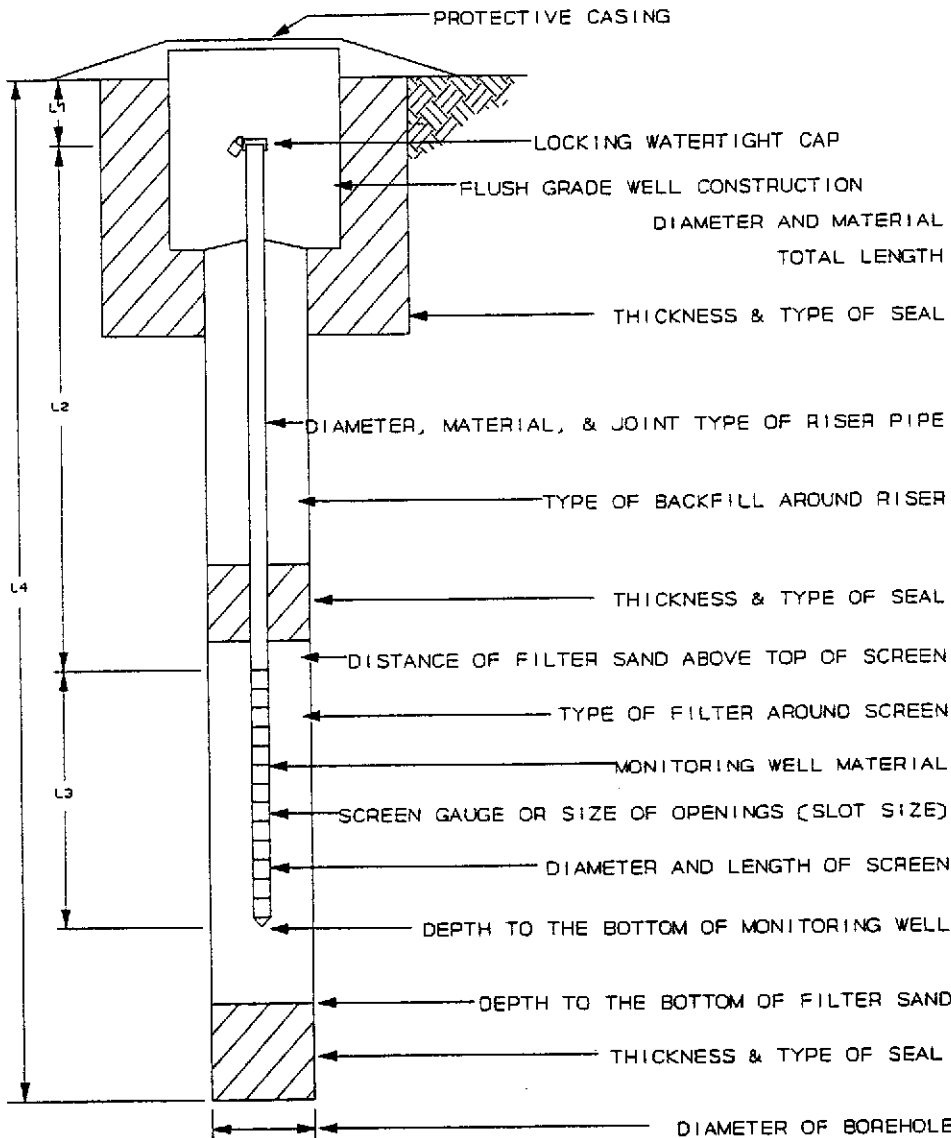 PROTECTIVE CASING
L1
LOCKING WATERTIGHT CAP
FLUSH GRADE WELL CONSTRUCTION
DIAMETER AND MATERIAL
TOTAL LENGTH
THICKNESS & TYPE OF SEAL
L2
DIAMETER, MATERIAL, & JOINT TYPE OF RISER PIPE
TYPE OF BACKFILL AROUND RISER
L4
THICKNESS & TYPE OF SEAL
DISTANCE OF FILTER SAND ABOVE TOP OF SCREEN
TYPE OF FILTER AROUND SCREEN
MONITORING WELL MATERIAL
L3
SCREEN GAUGE OR SIZE OF OPENINGS (SLOT SIZE)
DIAMETER AND LENGTH OF SCREEN
DEPTH TO THE BOTTOM OF MONITORING WELL
DEPTH TO THE BOTTOM OF FILTER SAND
THICKNESS & TYPE OF SEAL
DIAMETER OF BOREHOLE